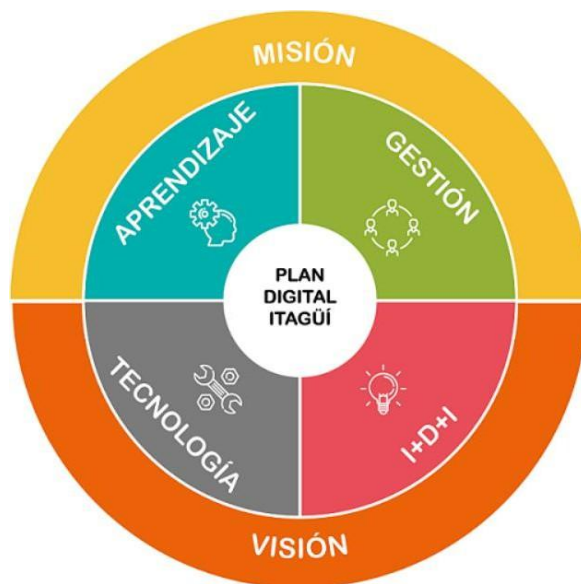 MISIÓN
APRENDIZAJE
GESTIÓN
PLAN
DIGITAL
ITAGÜÍ
TECNOLOGÍA
I+D+I
VISIÓN